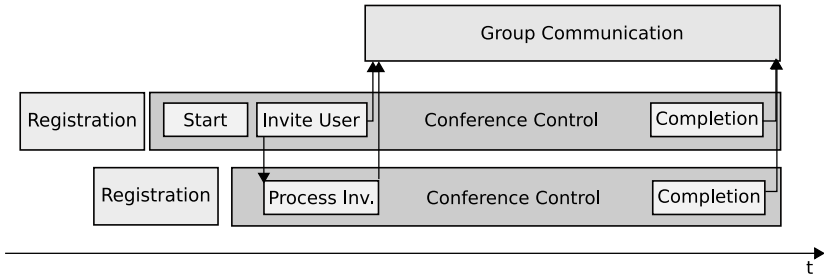 Group Communication
Registration
Start
Invite User
Conference Control
Completion
Registration
Process Inv.
Conference Control
Completion
t